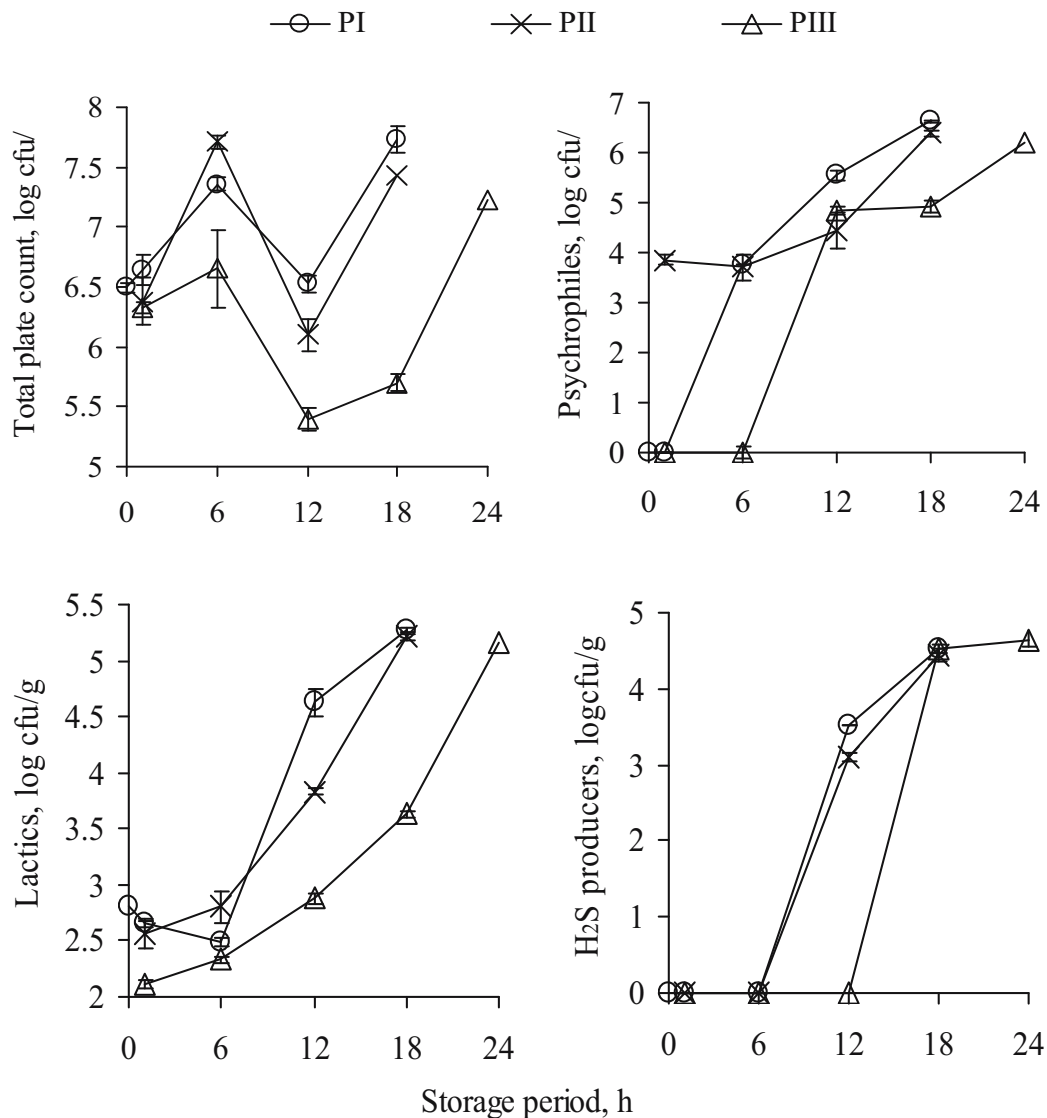 PI PII PIII
Total plate count, log cfu/
8
7.5
7
6.5
6
5.5
5
0 6 12 18 24
Psychrophiles, log cfu/
7
6
5
4
3
2
1
0
0 6 12 18 24
Lactics, log cfu/g
5.5
5
4.5
4
3.5
3
2.5
2
0 6 12 18 24
H2S producers, logcfu/g
5
4
3
2
1
0
0 6 12 18 24
Storage period, h